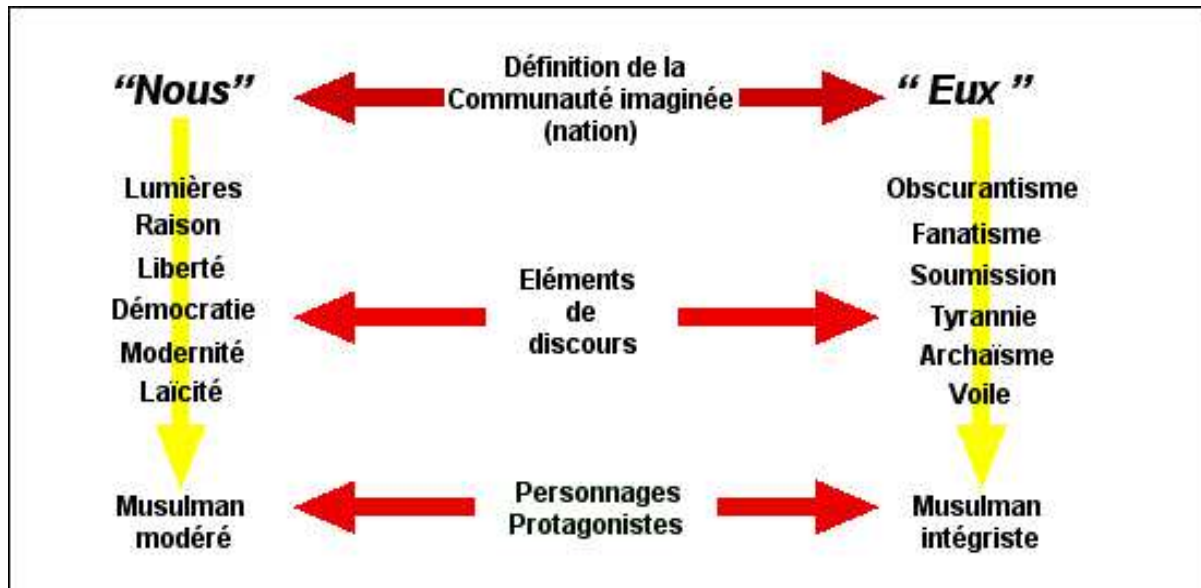 “Nous”
Définition de la
Communauté imaginée
(nation)
“ Eux ”
Lumières
Raison
Liberté
Démocratie
Modernité
Laïcité
Eléments
de
discours
Obscurantisme
Fanatisme
Soumission
Tyrannie
Archaïsme
Voile
Musulman
modéré
Personnages
Protagonistes
Musulman
intégriste